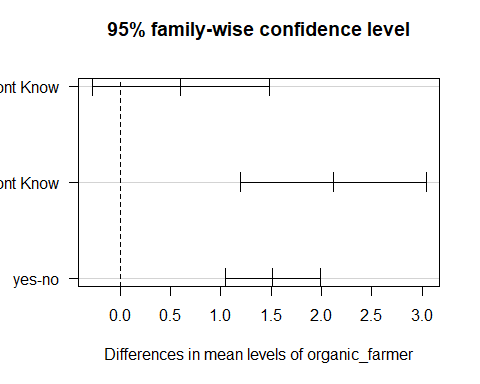 95% family-wise confidence level
ont Know
ont Know
yes-no
0.0 0.5 1.0 1.5 2.0 2.5 3.0
Differences in mean levels of organic_farmer